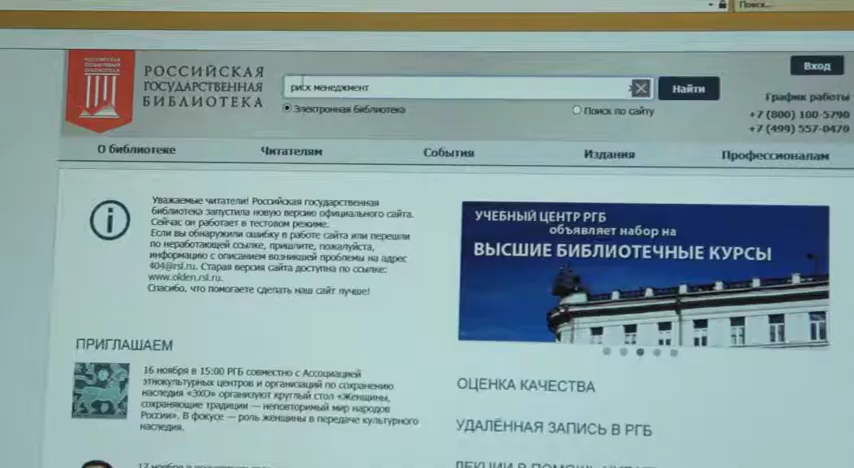 Поиск...
РОССИЙСКАЯ
ГОСУДАРСТВЕННАЯ
БИБЛИОТЕКА
риск менеджмент
Найти
Электронная библиотека
Поиск по сайту
Вход
График работы
+7 (800) 100-5790
+7 (499) 557-0470
О библиотеке
Читателям
События
Издания
Профессионалам
Уважаемые читатели! Российская государственная
библиотека запустила новую версию официального сайта.
Сейчас он работает в тестовом режиме.
Если вы обнаружили ошибку в работе сайта или перешли
по неработающей ссылке, пришлите, пожалуйста,
информацию с описанием возникшей проблемы на адрес
404@rsl.ru. Старая версия сайта доступна по ссылке:
www.olden.rsl.ru.
Спасибо, что помогаете сделать наш сайт лучше!
УЧЕБНЫЙ ЦЕНТР РГБ
объявляет набор на
ВЫСШИЕ БИБЛИОТЕЧНЫЕ КУРСЫ
ПРИГЛАШАЕМ
16 ноября в 15:00 РГБ совместно с Ассоциацией
этнокультурных центров и организаций по сохранению
наследия «ЭХО» организуют круглый стол «Женщины,
сохраняющие традиции — неповторимый мир народов
России». В фокусе — роль женщины в передаче культурного
наследия.
ОЦЕНКА КАЧЕСТВА
УДАЛЁННАЯ ЗАПИСЬ В РГБ